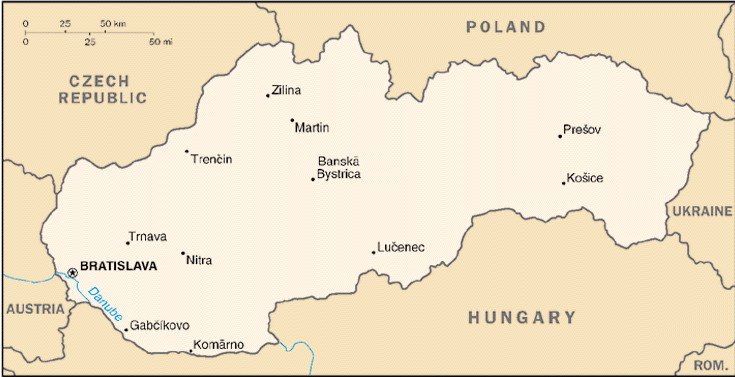 0 25 50 km
0 25 50 mi
POLAND
CZECH
REPUBLIC
Zilina
Martin
Prešov
Trenčin
Banská
Bystrica
Košice
UKRAINE
Trnava
Nitra
Lučenec
BRATISLAVA
Danube
AUSTRIA
Gabčíkovo
HUNGARY
Komārno
ROM.